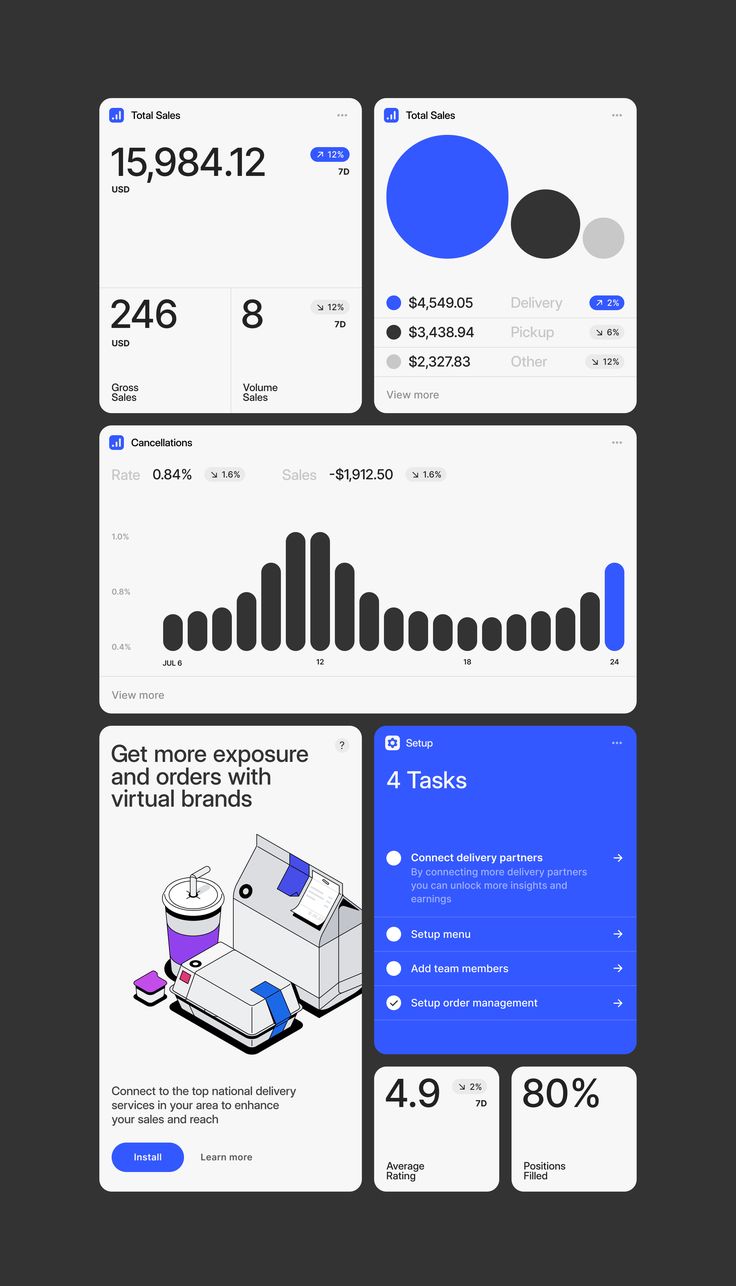 Total Sales
15,984.12
12%
7D
USD
246
USD
Gross
Sales
8
12%
7D
Volume
Sales
Total Sales
$4,549.05 Delivery 2%
$3,438.94 Pickup 6%
$2,327.83 Other 12%
View more
Cancellations
Rate 0.84% 1.6% Sales -$1,912.50 1.6%
1.0%
0.8%
0.4%
JUL 6 12 18 24
View more
Get more exposure
and orders with
virtual brands
?
Connect to the top national delivery
services in your area to enhance
your sales and reach
Install Learn more
Setup
4 Tasks
Connect delivery partners
By connecting more delivery partners
you can unlock more insights and
earnings
Setup menu
Add team members
Setup order management
4.9
2%
7D
Average
Rating
80%
Positions
Filled